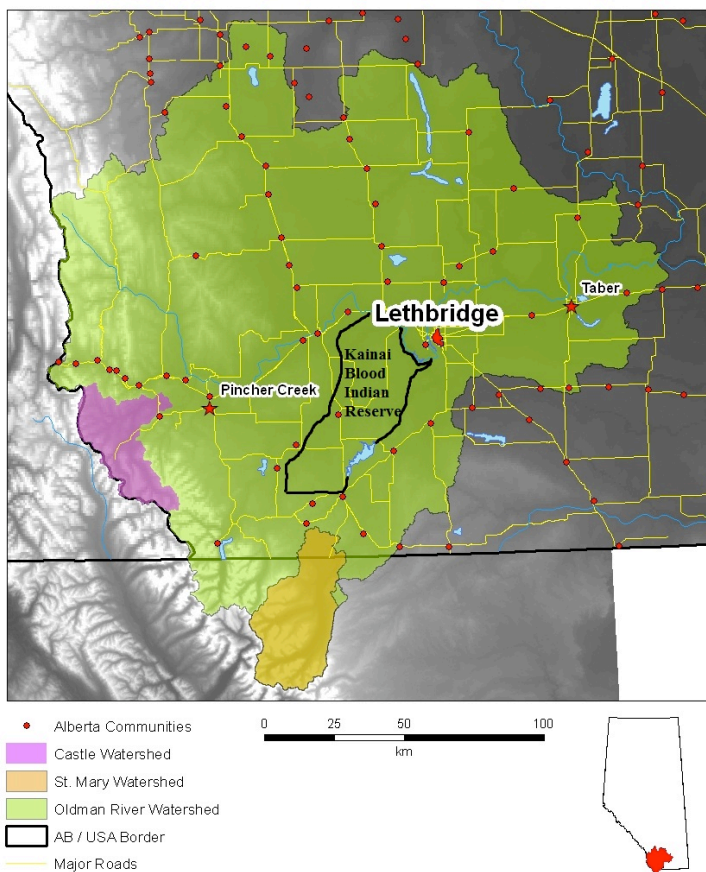 Taber
Lethbridge
Kainai
Blood
Indian
Reserve
Pincher Creek
Alberta Communities
Castle Watershed
St. Mary Watershed
Oldman River Watershed
AB / USA Border
Major Roads
0 25 50 100
km